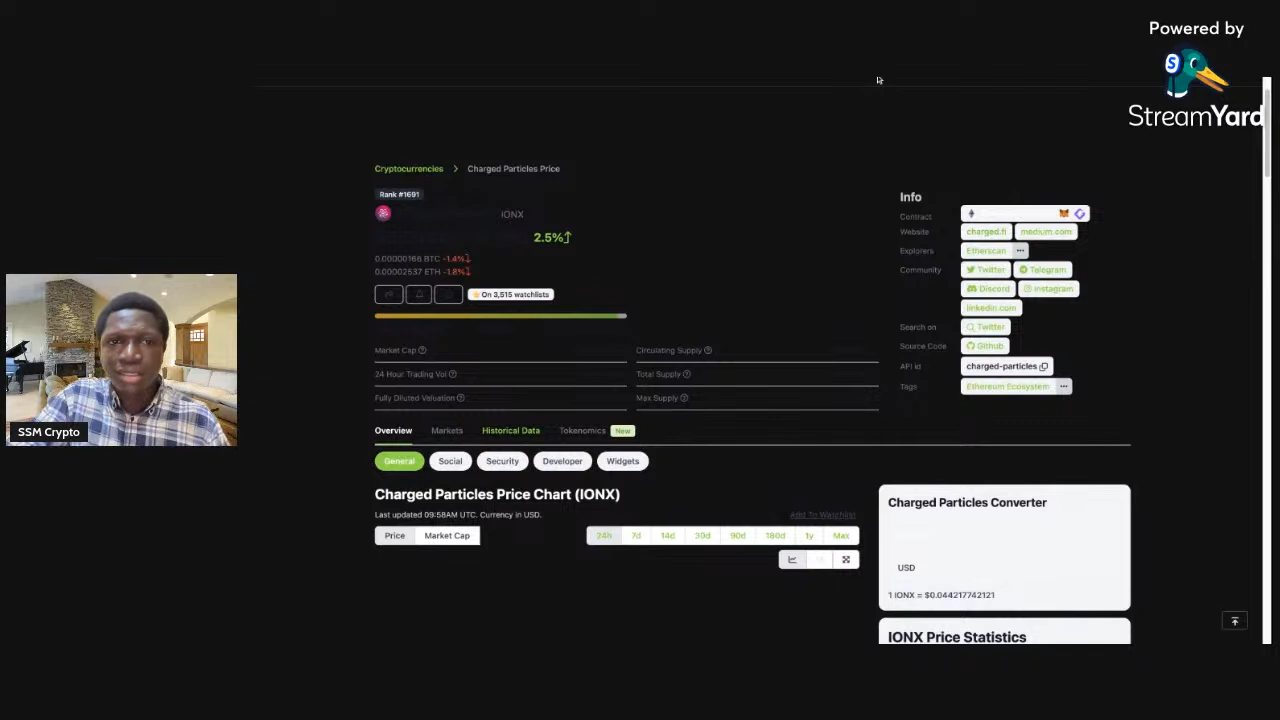 Powered by
S
StreamYard
Cryptocurrencies > Charged Particles Price
Rank #1691
IONX
2.5%
0.00000166 BTC -1.4%
0.00002537 ETH -1.8%
On 3,515 watchlists
Market Cap ?
Circulating Supply ?
24 Hour Trading Vol ?
Total Supply ?
Fully Diluted Valuation ?
Max Supply ?
Info
Contract
Website charged.fi medium.com
Explorers Etherscan •••
Community Twitter Telegram
Discord Instagram
linkedin.com
Search on Twitter
Source Code Github
API id charged-particles
Tags Ethereum Ecosystem •••
Overview Markets Historical Data Tokenomics New
General Social Security Developer Widgets
Charged Particles Price Chart (IONX)
Last updated 09:58AM UTC. Currency in USD.
Add To Watchlist
Price Market Cap
24h 7d 14d 30d 90d 180d 1y Max
Charged Particles Converter
USD
1 IONX = $0.044217742121
IONX Price Statistics
SSM Crypto